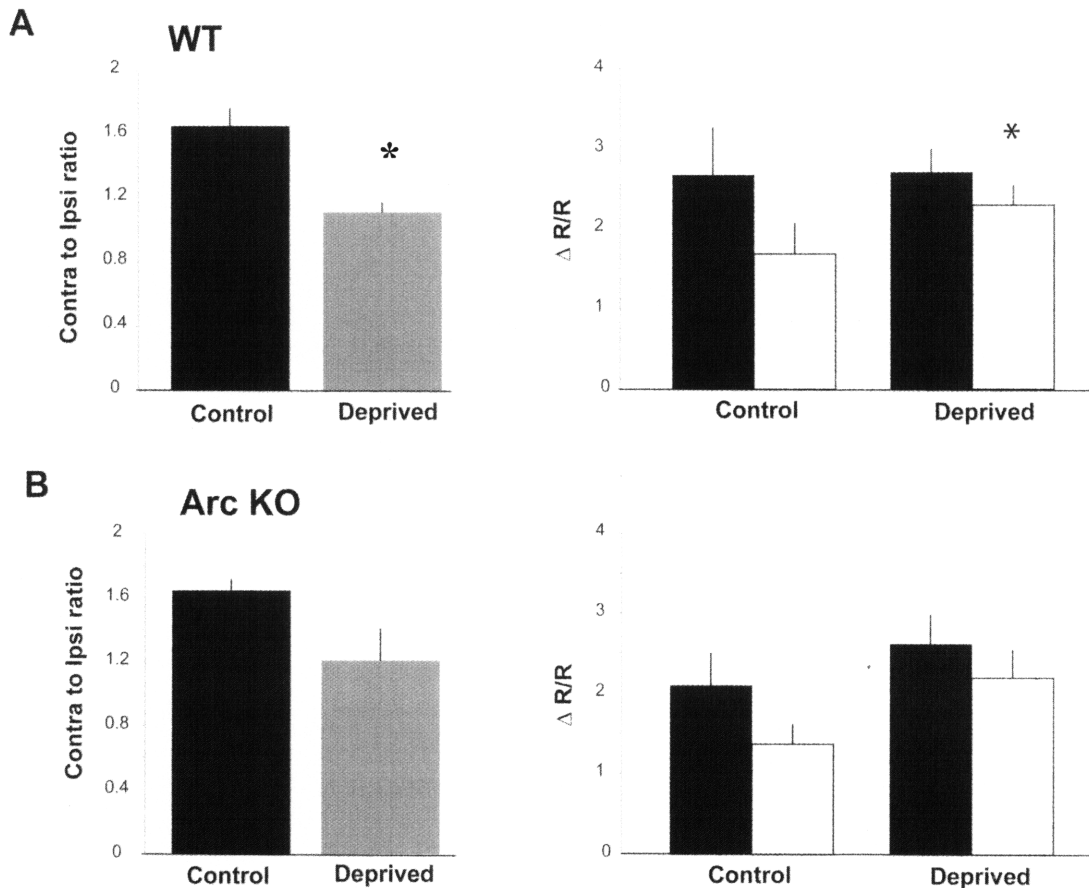 A
WT
Contra to Ipsi ratio
2
1.6
1.2
0.8
0.4
0
*
Control
Deprived
Δ R/R
4
3
2
1
0
*
Control
Deprived
B
Arc KO
Contra to Ipsi ratio
2
1.6
1.2
0.8
0.4
0
Control
Deprived
Δ R/R
4
3
2
1
0
Control
Deprived